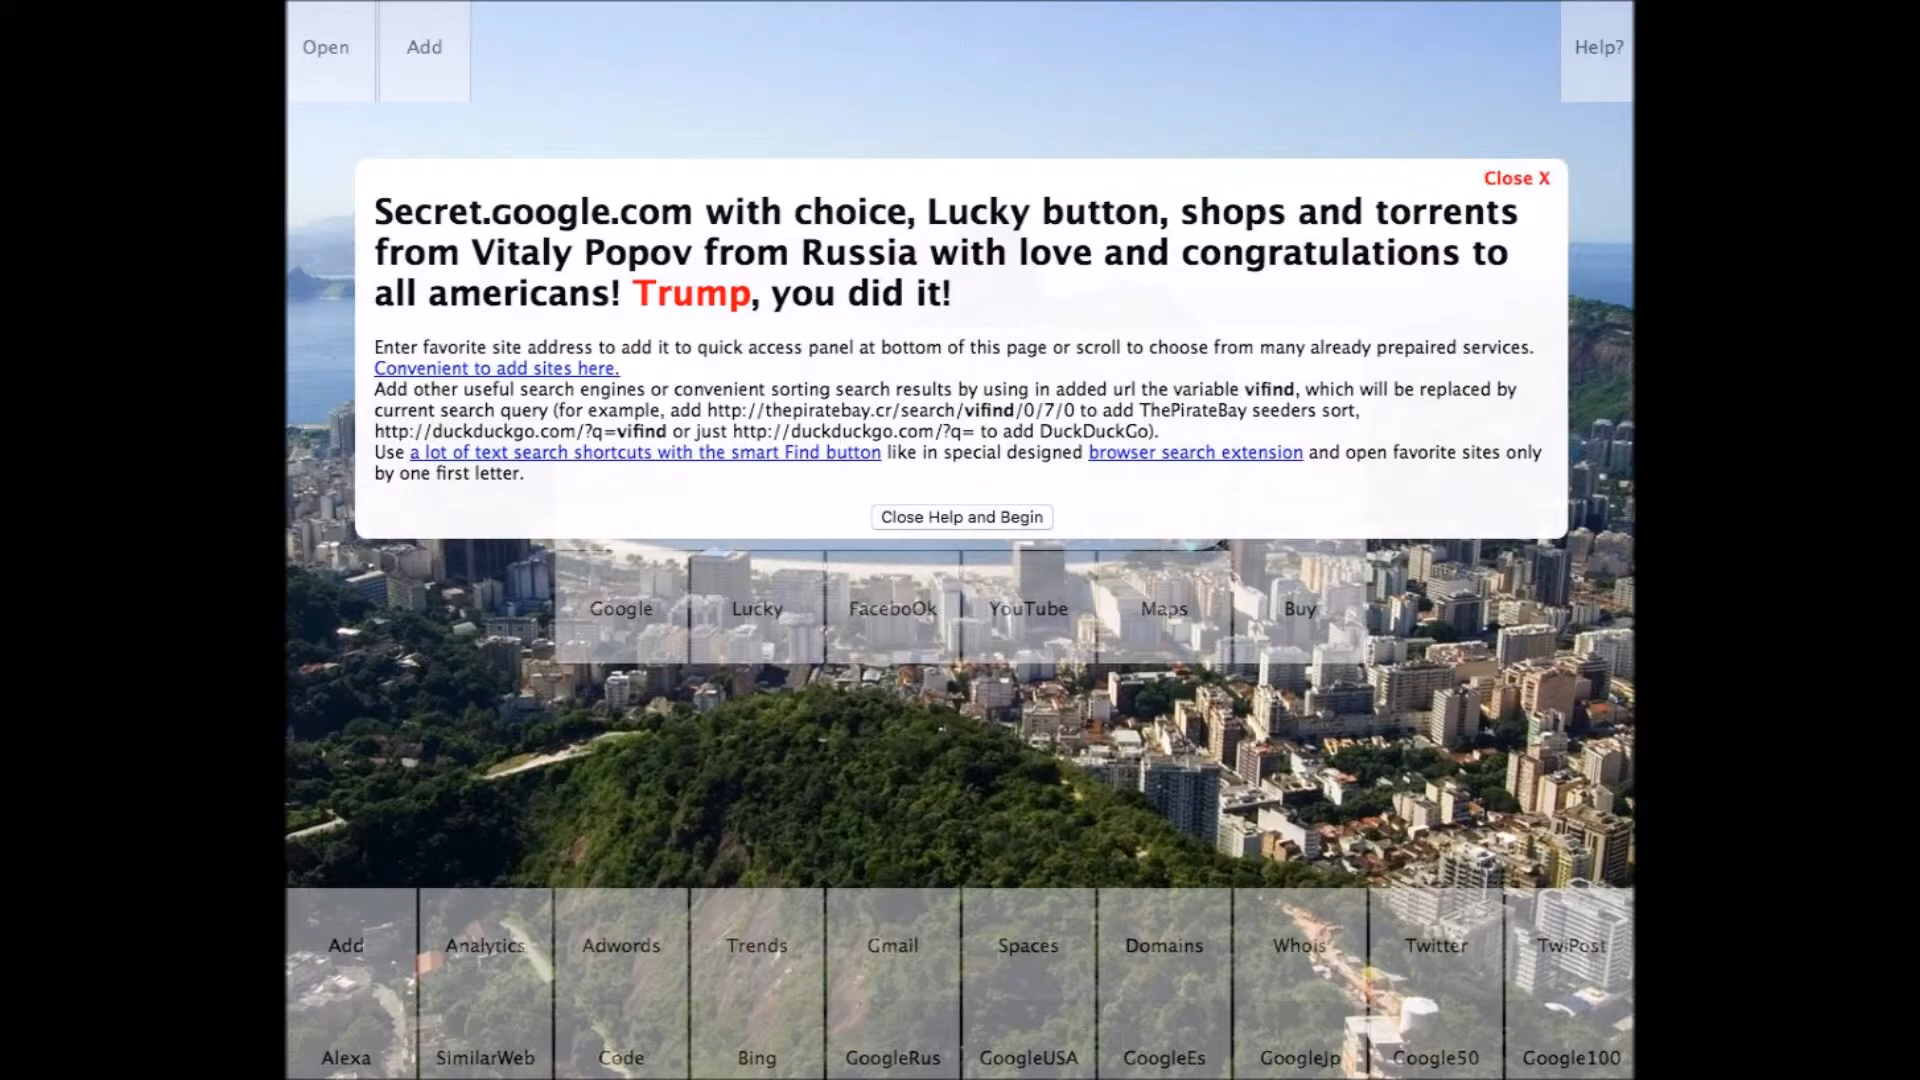 Open
Add
Help?
Close X
Secret.ɢoogle.com with choice, Lucky button, shops and torrents
from Vitaly Popov from Russia with love and congratulations to
all americans! Trump, you did it!
Enter favorite site address to add it to quick access panel at bottom of this page or scroll to choose from many already prepaired services.
Convenient to add sites here.
Add other useful search engines or convenient sorting search results by using in added url the variable vifind, which will be replaced by
current search query (for example, add http://thepiratebay.cr/search/vifind/0/7/0 to add ThePirateBay seeders sort,
http://duckduckgo.com/?q=vifind or just http://duckduckgo.com/?q= to add DuckDuckGo).
Use a lot of text search shortcuts with the smart Find button like in special designed browser search extension and open favorite sites only
by one first letter.
Close Help and Begin
Google
Lucky
FaceboOk
YouTube
Maps
Buy
Add
Analytics
Adwords
Trends
Gmail
Spaces
Domains
Whois
Twitter
TwiPost
Alexa
SimilarWeb
Code
Bing
GoogleRus
GoogleUSA
GoogleEs
GoogleJp
Google50
Google100